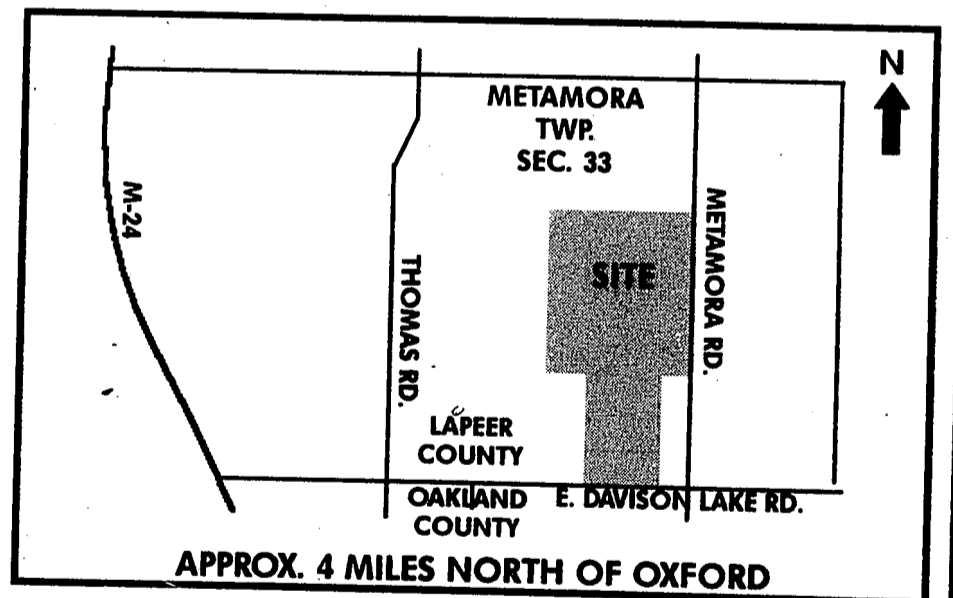 N
METAMORA
TWP.
SEC. 33
M-24
THOMAS RD.
SITE
METAMORA RD.
LAPEER
COUNTY
OAKLAND
COUNTY
E. DAVISON LAKE RD.
APPROX. 4 MILES NORTH OF OXFORD